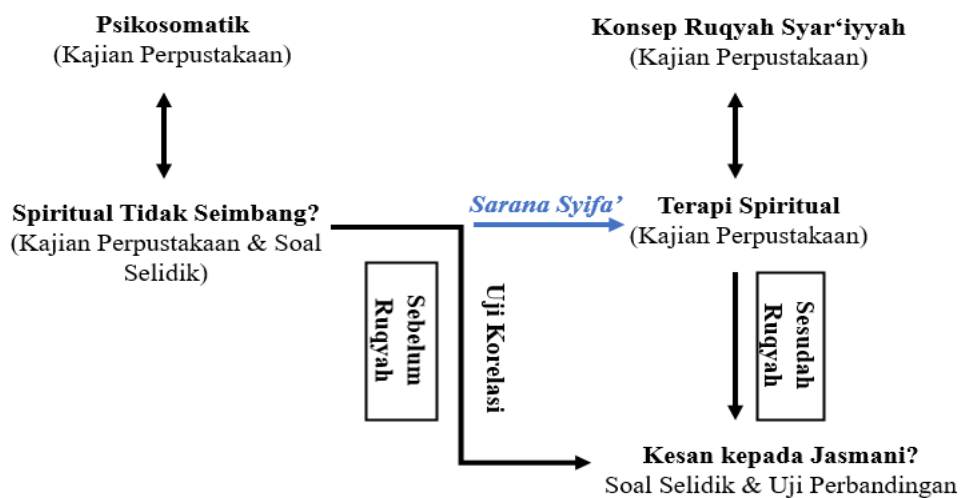 Psikosomatik
(Kajian Perpustakaan)
Konsep Ruqyah Syar‘iyyah
(Kajian Perpustakaan)
Spiritual Tidak Seimbang?
(Kajian Perpustakaan & Soal
Selidik)
Sarana Syifa’
Terapi Spiritual
(Kajian Perpustakaan)
Sebelum
Ruqyah
Uji Korelasi
Sesudah
Ruqyah
Kesan kepada Jasmani?
Soal Selidik & Uji Perbandingan